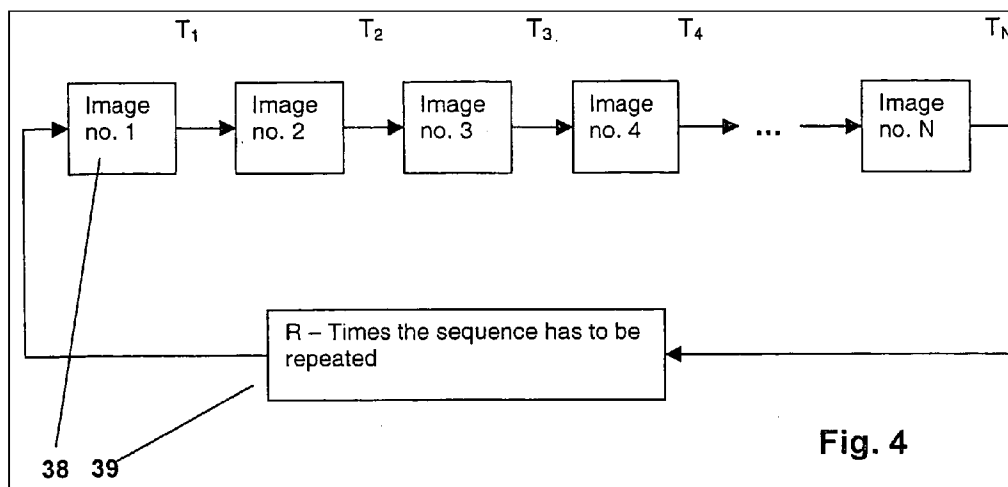 T₁ T₂ T₃ T₄ T_N
Image no. 1
Image no. 2
Image no. 3
Image no. 4
...
Image no. N
R – Times the sequence has to be
repeated
Fig. 4
38 39